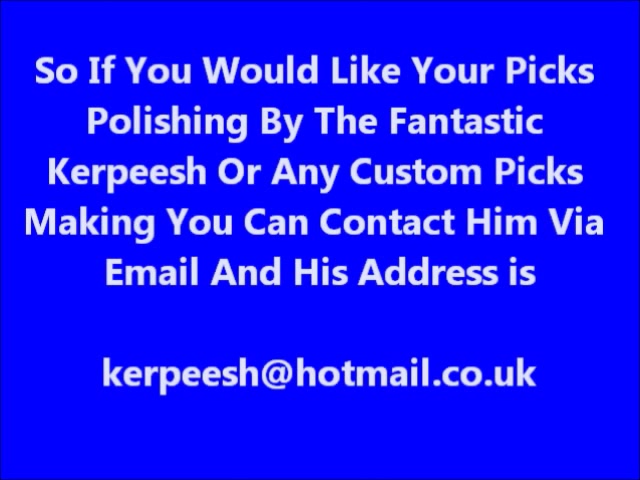 So If You Would Like Your Picks
Polishing By The Fantastic
Kerpeesh Or Any Custom Picks
Making You Can Contact Him Via
Email And His Address is
kerpeesh@hotmail.co.uk